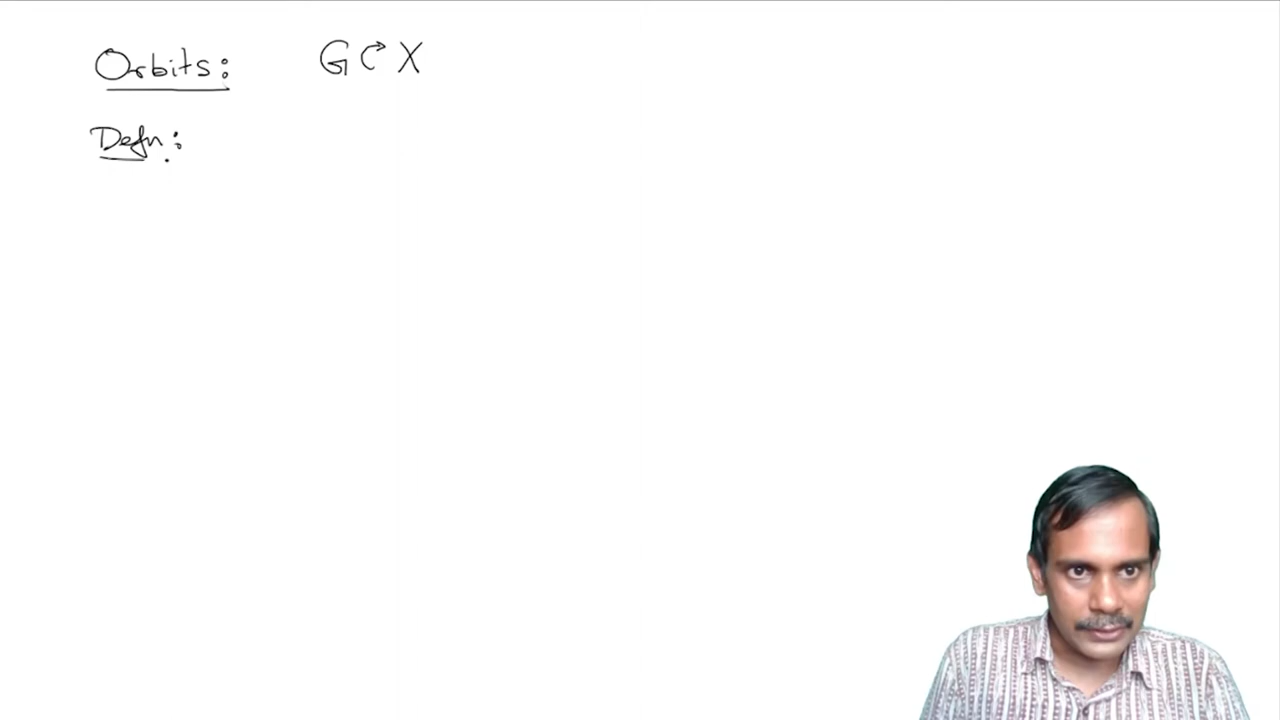 Orbits: G ↻ X
Defn: